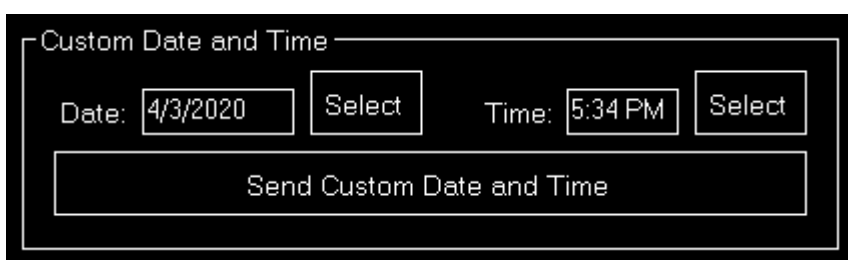 Custom Date and Time
Date: 4/3/2020 Select Time: 5:34 PM Select
Send Custom Date and Time